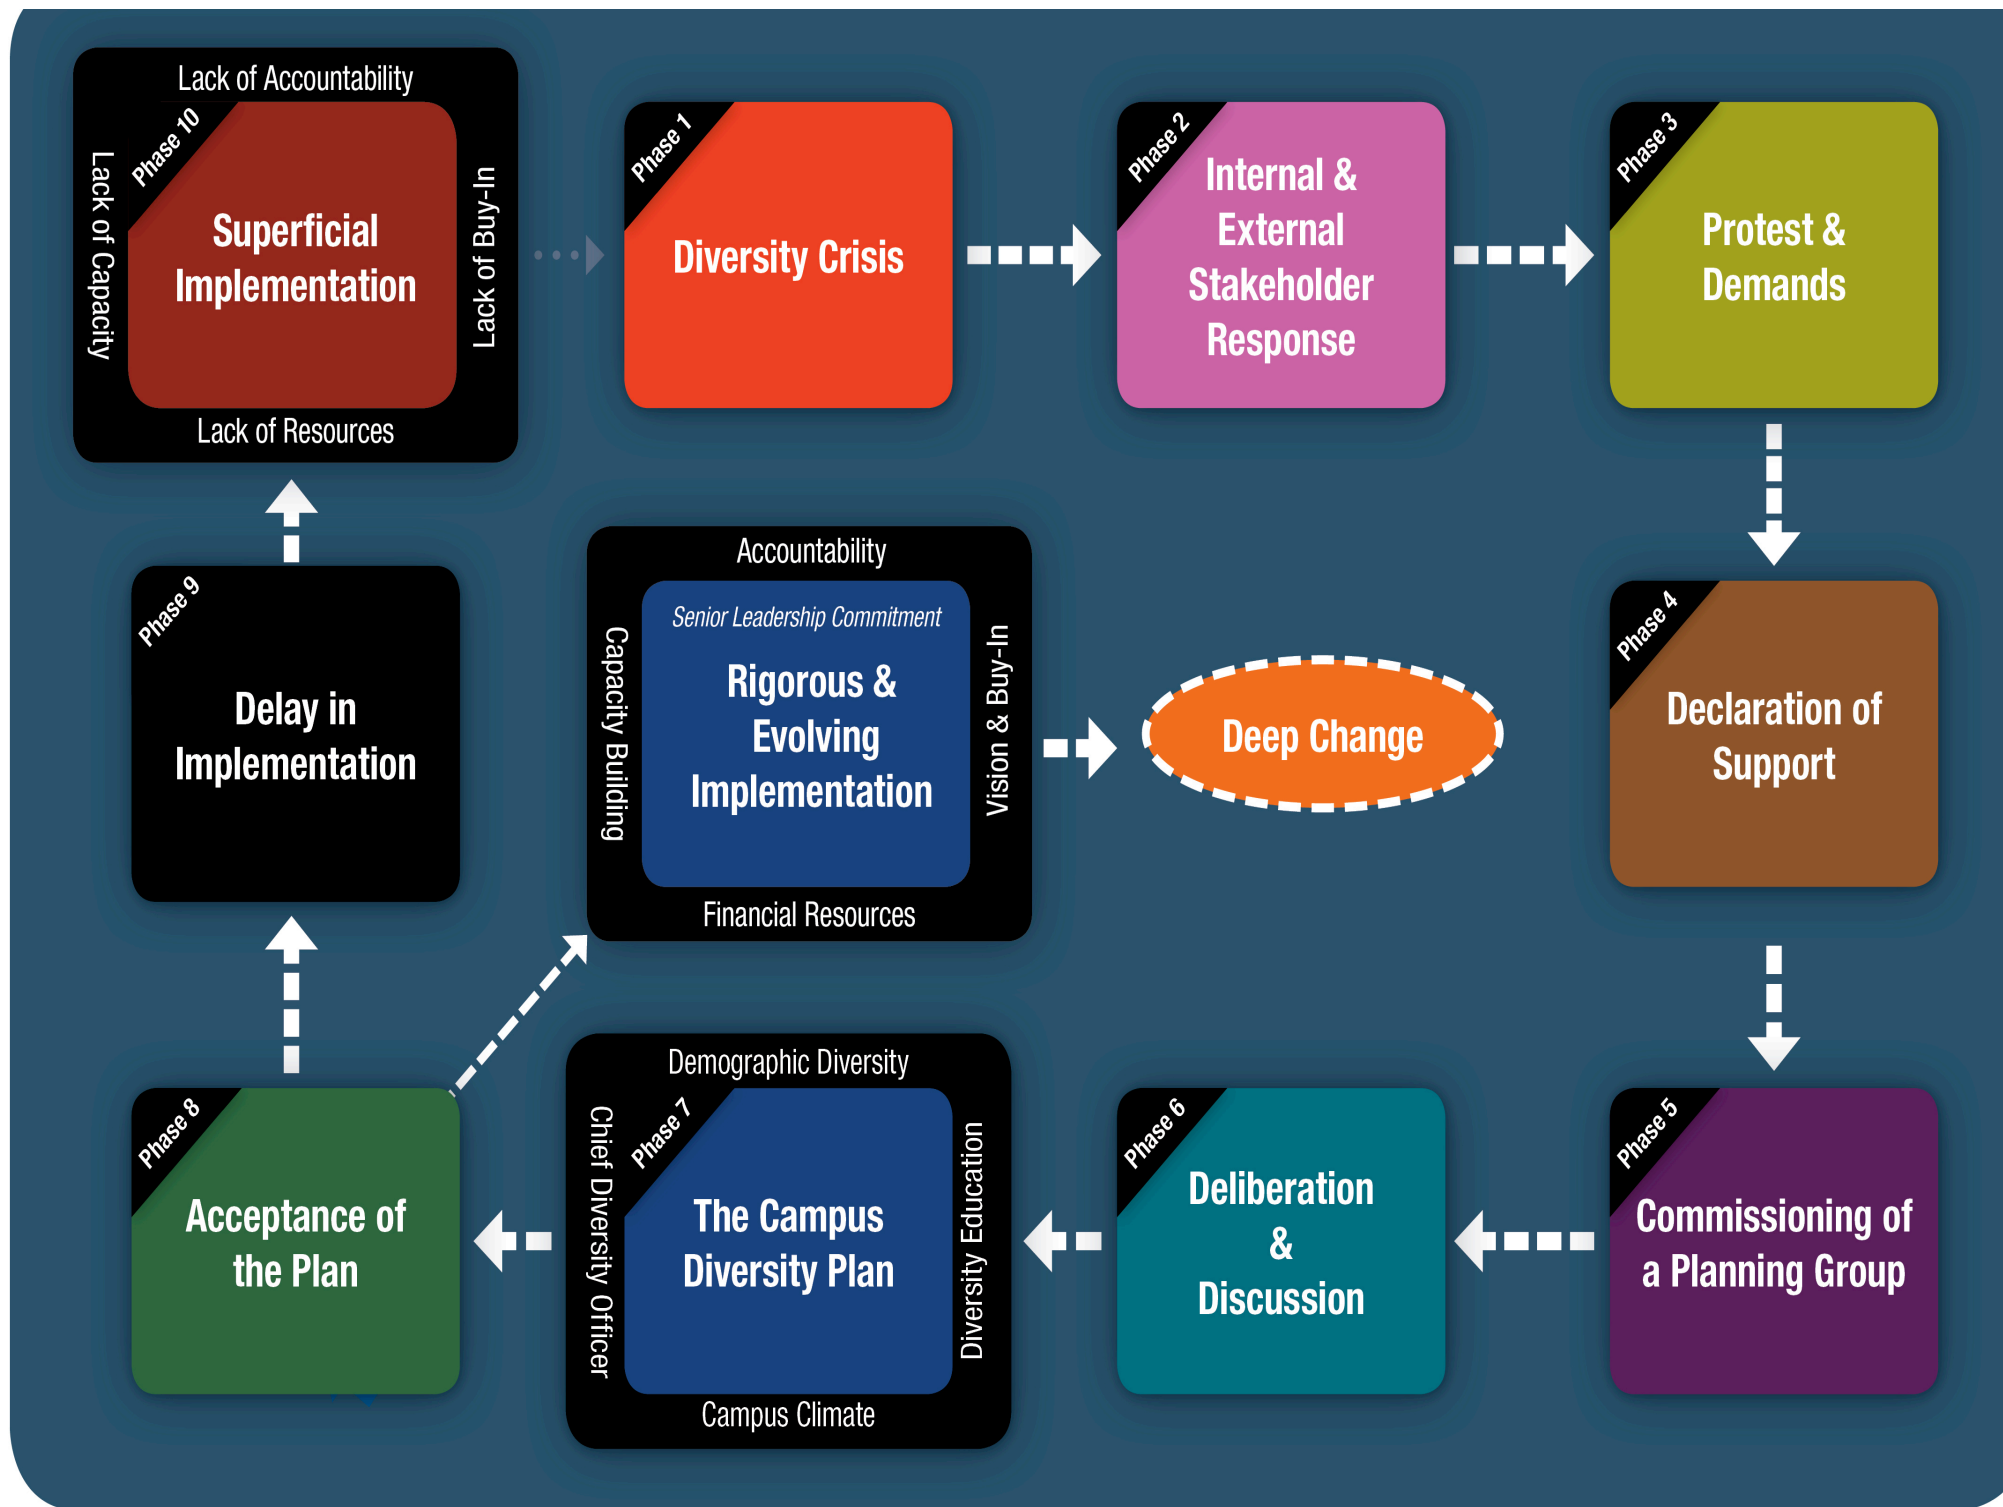 Lack of Accountability
Lack of Capacity
Phase 10
Superficial
Implementation
Lack of Buy-In
Lack of Resources
Phase 1
Diversity Crisis
Phase 2
Internal &
External
Stakeholder
Response
Phase 3
Protest &
Demands
Phase 4
Declaration of
Support
Phase 5
Commissioning of
a Planning Group
Phase 6
Deliberation
&
Discussion
Demographic Diversity
Chief Diversity Officer
Phase 7
The Campus
Diversity Plan
Diversity Education
Campus Climate
Phase 8
Acceptance of
the Plan
Phase 9
Delay in
Implementation
Accountability
Capacity Building
Senior Leadership Commitment
Rigorous &
Evolving
Implementation
Vision & Buy-In
Financial Resources
Deep Change